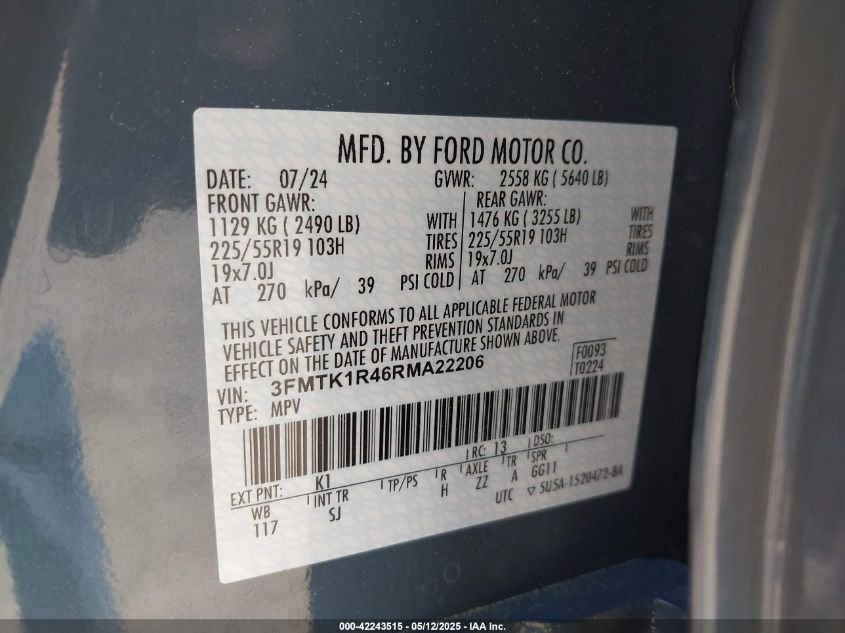 MFD. BY FORD MOTOR CO.
DATE: 07/24 GVWR: 2558 KG ( 5640 LB)
FRONT GAWR: REAR GAWR:
1129 KG ( 2490 LB) WITH 1476 KG ( 3255 LB) WITH
225/55R19 103H TIRES 225/55R19 103H TIRES
19x7.0J RIMS 19x7.0J RIMS
AT 270 kPa/ 39 PSI COLD AT 270 kPa/ 39 PSI COLD
THIS VEHICLE CONFORMS TO ALL APPLICABLE FEDERAL MOTOR
VEHICLE SAFETY AND THEFT PREVENTION STANDARDS IN
EFFECT ON THE DATE OF MANUFACTURE SHOWN ABOVE.
VIN: 3FMTK1R46RMA22206 F0093
TYPE: MPV T0224
EXT PNT: K1 RC: 13 DSO:
WB INT TR TP/PS R AXLE TR SPR
117 SJ H ZZ A GG11
UTC ▽ 5U5A-1520472-BA
000-42243515 - 05/12/2025 - IAA Inc.